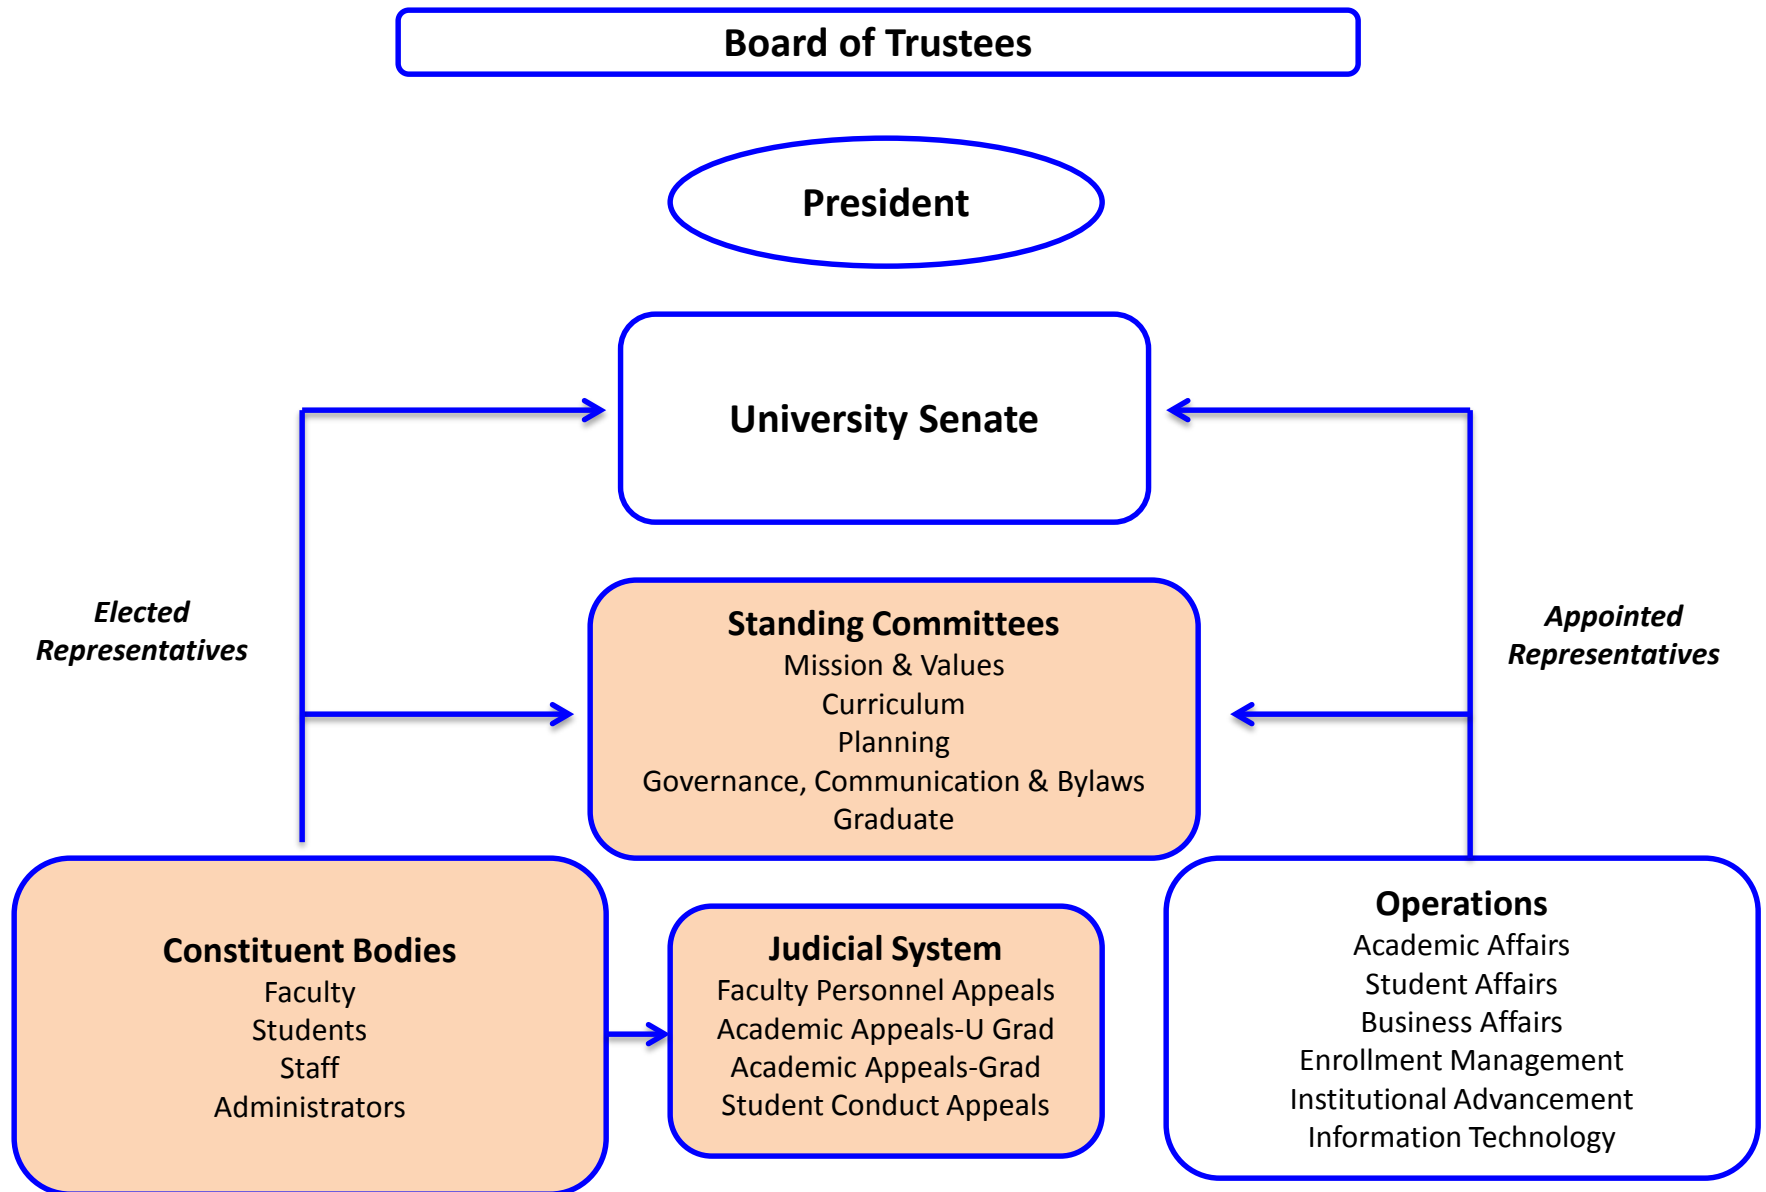 Board of Trustees
President
University Senate
Elected
Representatives
Appointed
Representatives
Standing Committees
Mission & Values
Curriculum
Planning
Governance, Communication & Bylaws
Graduate
Constituent Bodies
Faculty
Students
Staff
Administrators
Judicial System
Faculty Personnel Appeals
Academic Appeals-U Grad
Academic Appeals-Grad
Student Conduct Appeals
Operations
Academic Affairs
Student Affairs
Business Affairs
Enrollment Management
Institutional Advancement
Information Technology